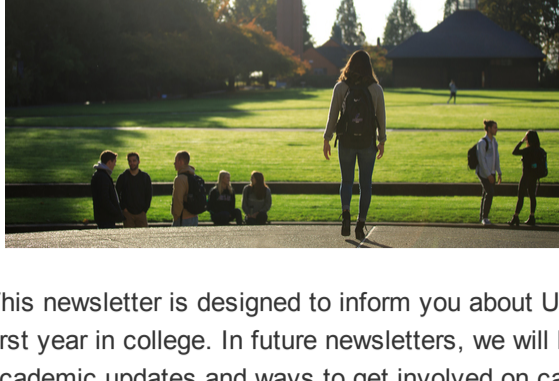 his newsletter is designed to inform you about U
rst year in college. In future newsletters, we will
cademic updates and ways to get involved on ca